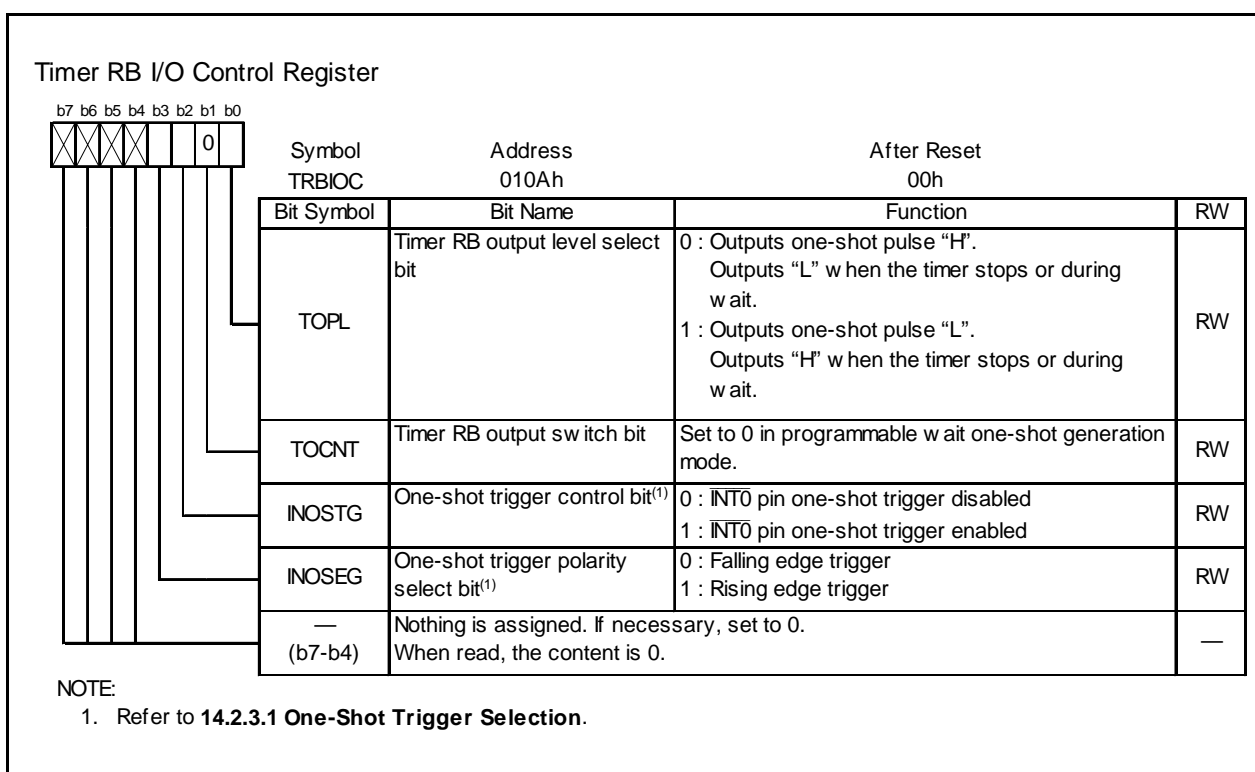 Timer RB I/O Control Register
b7 b6 b5 b4 b3 b2 b1 b0
0
Symbol Address After Reset
TRBIOC 010Ah 00h
Bit Symbol Bit Name Function RW
TOPL Timer RB output level select bit 0 : Outputs one-shot pulse “H”.
Outputs “L” when the timer stops or during
wait.
1 : Outputs one-shot pulse “L”.
Outputs “H” when the timer stops or during
wait.
RW
TOCNT Timer RB output switch bit Set to 0 in programmable wait one-shot generation
mode.
RW
INOSTG One-shot trigger control bit(1) 0 : INT0 pin one-shot trigger disabled
1 : INT0 pin one-shot trigger enabled
RW
INOSEG One-shot trigger polarity
select bit(1)
0 : Falling edge trigger
1 : Rising edge trigger
RW
—
(b7-b4)
Nothing is assigned. If necessary, set to 0.
When read, the content is 0.
—
NOTE:
1. Refer to 14.2.3.1 One-Shot Trigger Selection.